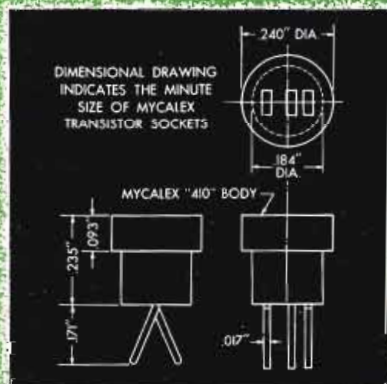 .240" DIA.
DIMENSIONAL DRAWING
INDICATES THE MINUTE
SIZE OF MYCALEX
TRANSISTOR SOCKETS
.184"
DIA.
MYCALEX "410" BODY
.093"
.235"
.171"
.017"